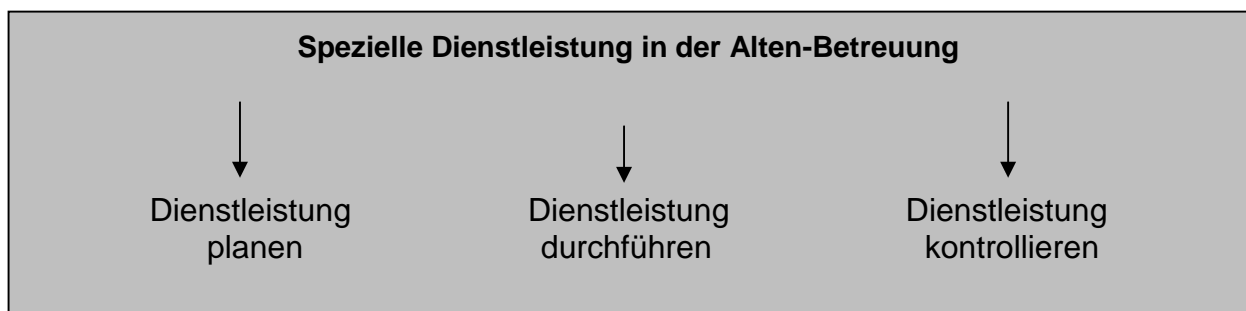 Spezielle Dienstleistung in der Alten-Betreuung
Dienstleistung planen
Dienstleistung durchführen
Dienstleistung kontrollieren